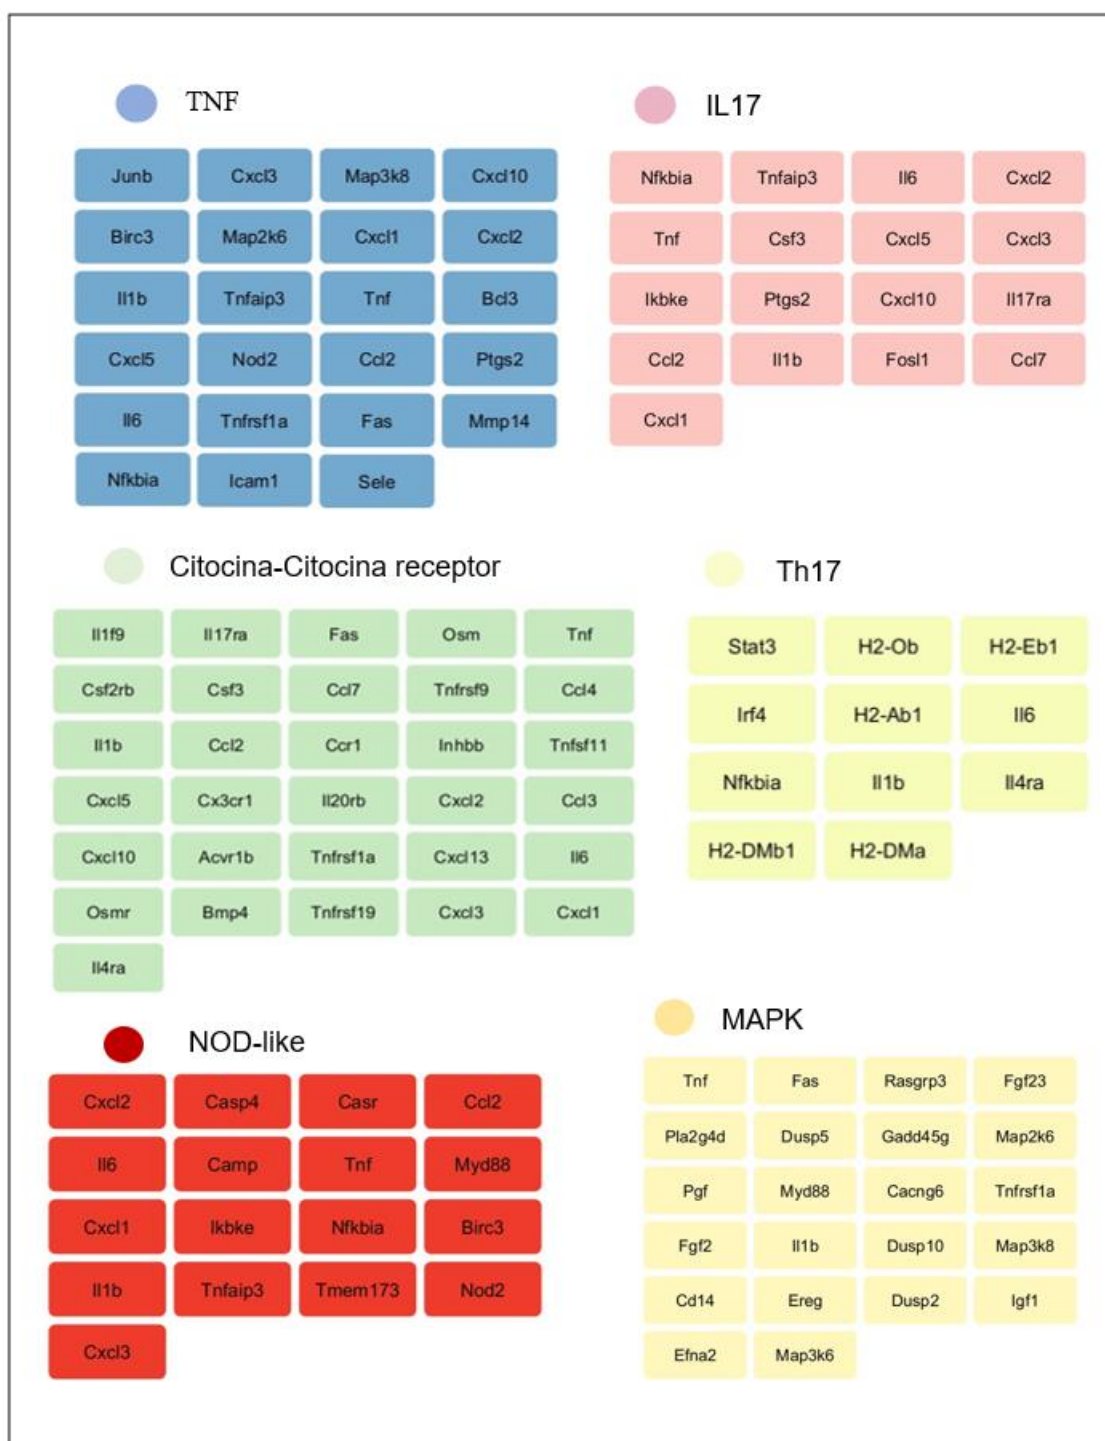 TNF
Junb Cxcl3 Map3k8 Cxcl10
Birc3 Map2k6 Cxcl1 Cxcl2
Il1b Tnfaip3 Tnf Bcl3
Cxcl5 Nod2 Ccl2 Ptgs2
Il6 Tnfrsf1a Fas Mmp14
Nfkbia Icam1 Sele
IL17
Nfkbia Tnfaip3 Il6 Cxcl2
Tnf Csf3 Cxcl5 Cxcl3
Ikbke Ptgs2 Cxcl10 Il17ra
Ccl2 Il1b Fosl1 Ccl7
Cxcl1
Citocina-Citocina receptor
Il1f9 Il17ra Fas Osm Tnf
Csf2rb Csf3 Ccl7 Tnfrsf9 Ccl4
Il1b Ccl2 Ccr1 Inhbb Tnfsf11
Cxcl5 Cx3cr1 Il20rb Cxcl2 Ccl3
Cxcl10 Acvr1b Tnfrsf1a Cxcl13 Il6
Osmr Bmp4 Tnfrsf19 Cxcl3 Cxcl1
Il4ra
Th17
Stat3 H2-Ob H2-Eb1
Irf4 H2-Ab1 Il6
Nfkbia Il1b Il4ra
H2-DMb1 H2-DMa
NOD-like
Cxcl2 Casp4 Casr Ccl2
Il6 Camp Tnf Myd88
Cxcl1 Ikbke Nfkbia Birc3
Il1b Tnfaip3 Tmem173 Nod2
Cxcl3
MAPK
Tnf Fas Rasgrp3 Fgf23
Pla2g4d Dusp5 Gadd45g Map2k6
Pgf Myd88 Cacng6 Tnfrsf1a
Fgf2 Il1b Dusp10 Map3k8
Cd14 Ereg Dusp2 Igf1
Efna2 Map3k6